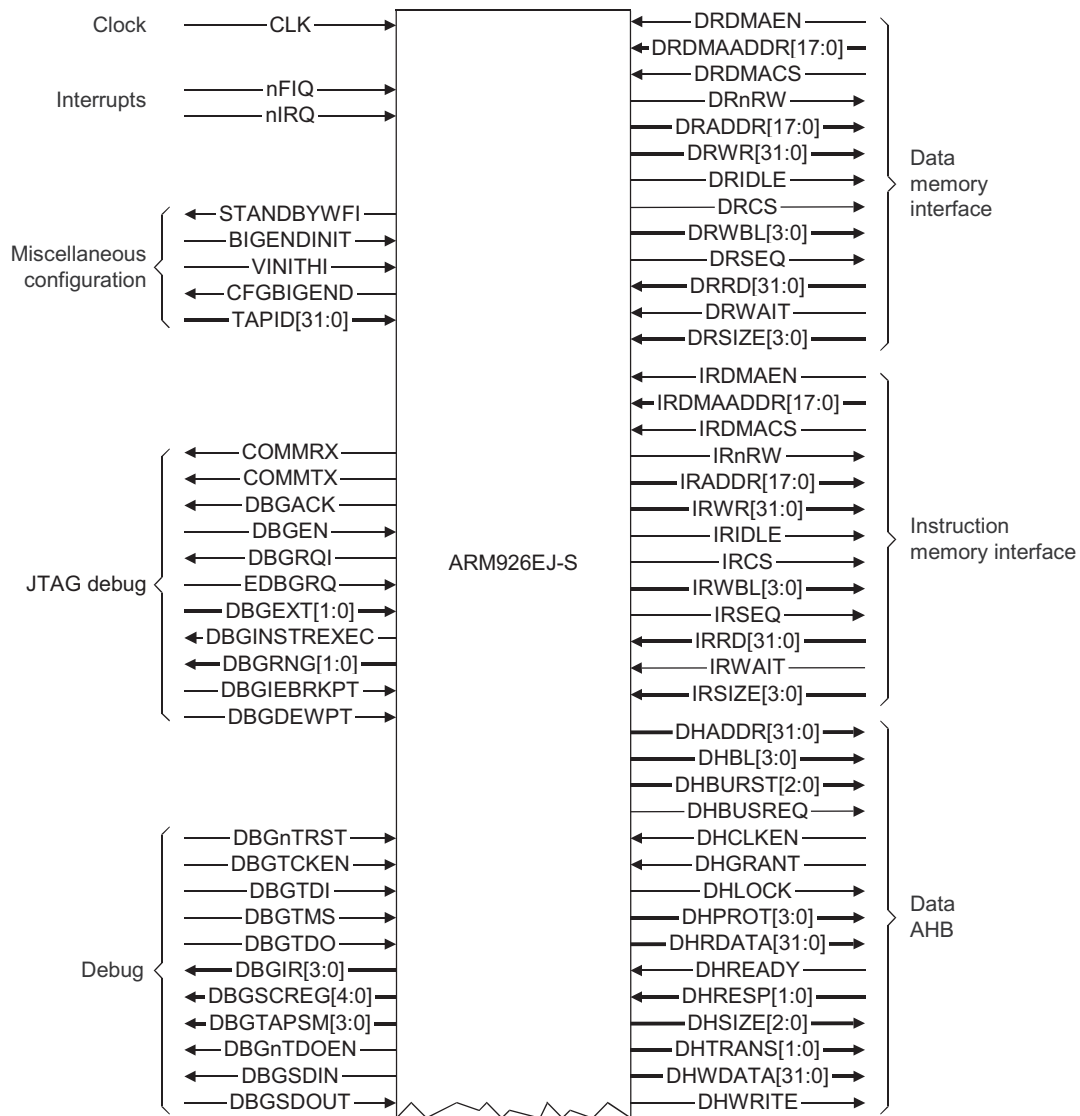 Clock
CLK
Interrupts
nFIQ
nIRQ
Miscellaneous
configuration
STANDBYWFI
BIGENDINIT
VINITHI
CFGBIGEND
TAPID[31:0]
JTAG debug
COMMRX
COMMTX
DBGACK
DBGEN
DBGRQI
EDBGRQ
DBGEXT[1:0]
DBGINSTREXEC
DBGRNG[1:0]
DBGIEBRKPT
DBGDEWPT
Debug
DBGnTRST
DBGTCKEN
DBGTDI
DBGTMS
DBGTDO
DBGIR[3:0]
DBGSCREG[4:0]
DBGTAPSM[3:0]
DBGnTDOEN
DBGSDIN
DBGSDOUT
ARM926EJ-S
DRDMAEN
DRDMAADDR[17:0]
DRDMACS
DRnRW
DRADDR[17:0]
DRWR[31:0]
DRIDLE
DRCS
DRWBL[3:0]
DRSEQ
DRRD[31:0]
DRWAIT
DRSIZE[3:0]
Data
memory
interface
IRDMAEN
IRDMAADDR[17:0]
IRDMACS
IRnRW
IRADDR[17:0]
IRWR[31:0]
IRIDLE
IRCS
IRWBL[3:0]
IRSEQ
IRRD[31:0]
IRWAIT
IRSIZE[3:0]
Instruction
memory interface
DHADDR[31:0]
DHBL[3:0]
DHBURST[2:0]
DHBUSREQ
DHCLKEN
DHGRANT
DHLOCK
DHPROT[3:0]
DHRDATA[31:0]
DHREADY
DHRESP[1:0]
DHSIZE[2:0]
DHTRANS[1:0]
DHWDATA[31:0]
DHWRITE
Data
AHB